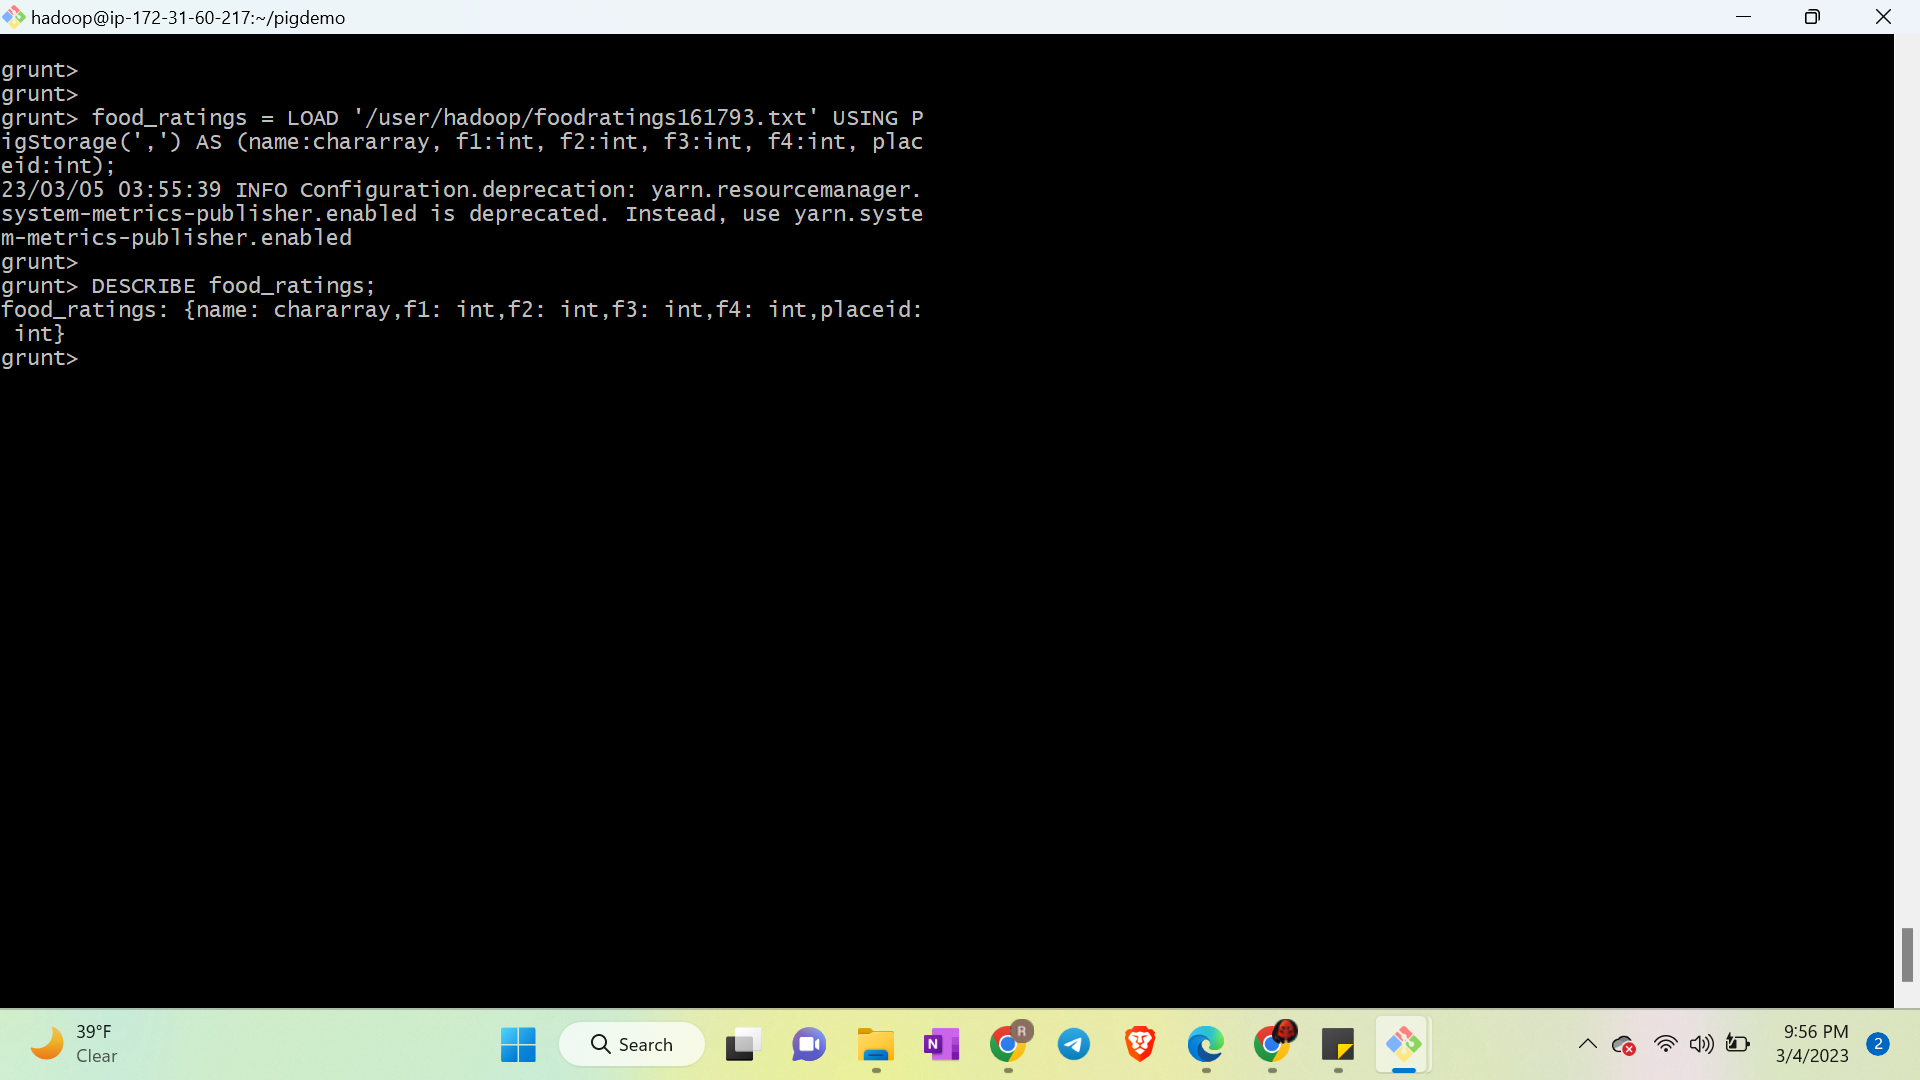 hadoop@ip-172-31-60-217:~/pigdemo
grunt>
grunt>
grunt> food_ratings = LOAD '/user/hadoop/foodratings161793.txt' USING P
igStorage(',') AS (name:chararray, f1:int, f2:int, f3:int, f4:int, plac
eid:int);
23/03/05 03:55:39 INFO Configuration.deprecation: yarn.resourcemanager.
system-metrics-publisher.enabled is deprecated. Instead, use yarn.syste
m-metrics-publisher.enabled
grunt>
grunt> DESCRIBE food_ratings;
food_ratings: {name: chararray,f1: int,f2: int,f3: int,f4: int,placeid:
 int}
grunt>
39°F
Clear
Search
N
R
9:56 PM
3/4/2023
2